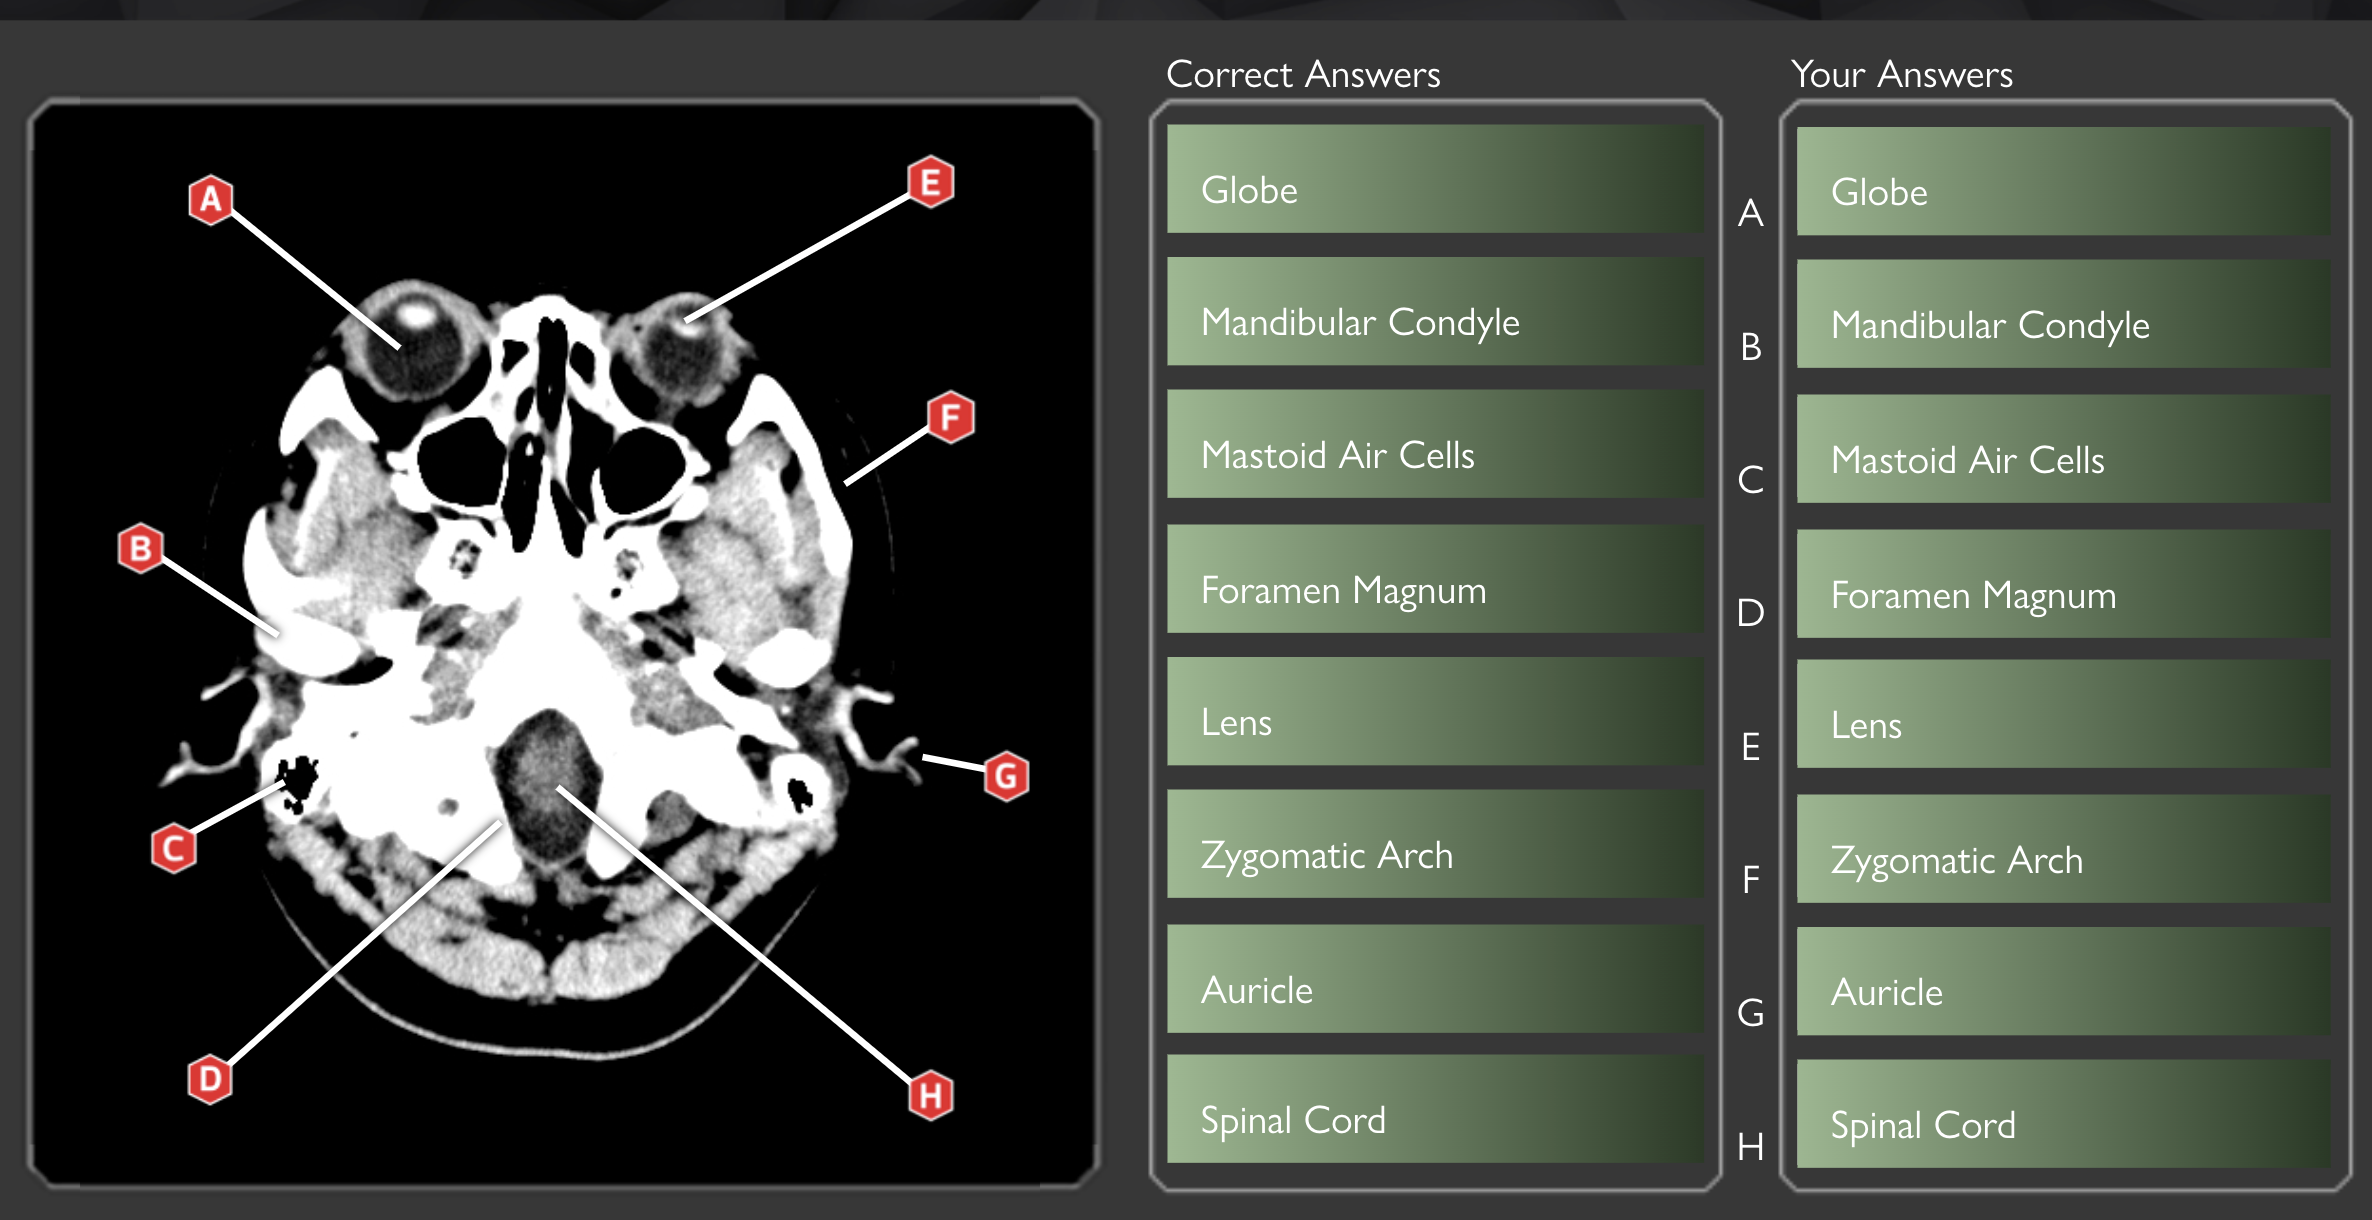 Correct Answers
Your Answers
A
E
F
B
G
C
D
H
Globe
A
Globe
Mandibular Condyle
B
Mandibular Condyle
Mastoid Air Cells
C
Mastoid Air Cells
Foramen Magnum
D
Foramen Magnum
Lens
E
Lens
Zygomatic Arch
F
Zygomatic Arch
Auricle
G
Auricle
Spinal Cord
H
Spinal Cord